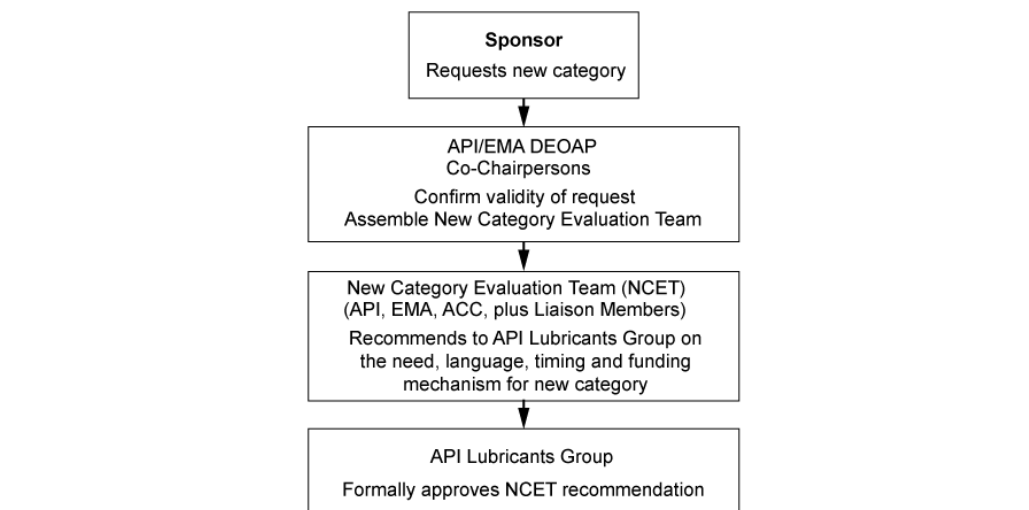 Sponsor
Requests new category
API/EMA DEOAP
Co-Chairpersons
Confirm validity of request
Assemble New Category Evaluation Team
New Category Evaluation Team (NCET)
(API, EMA, ACC, plus Liaison Members)
Recommends to API Lubricants Group on
the need, language, timing and funding
mechanism for new category
API Lubricants Group
Formally approves NCET recommendation